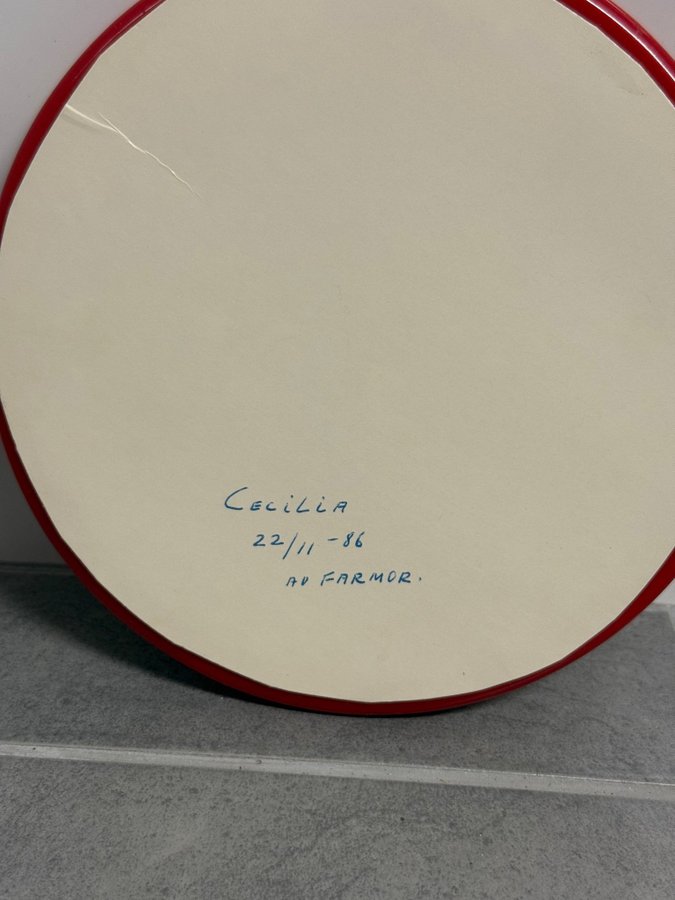 CECiLiA
22/11 -86
AV FARMOR.